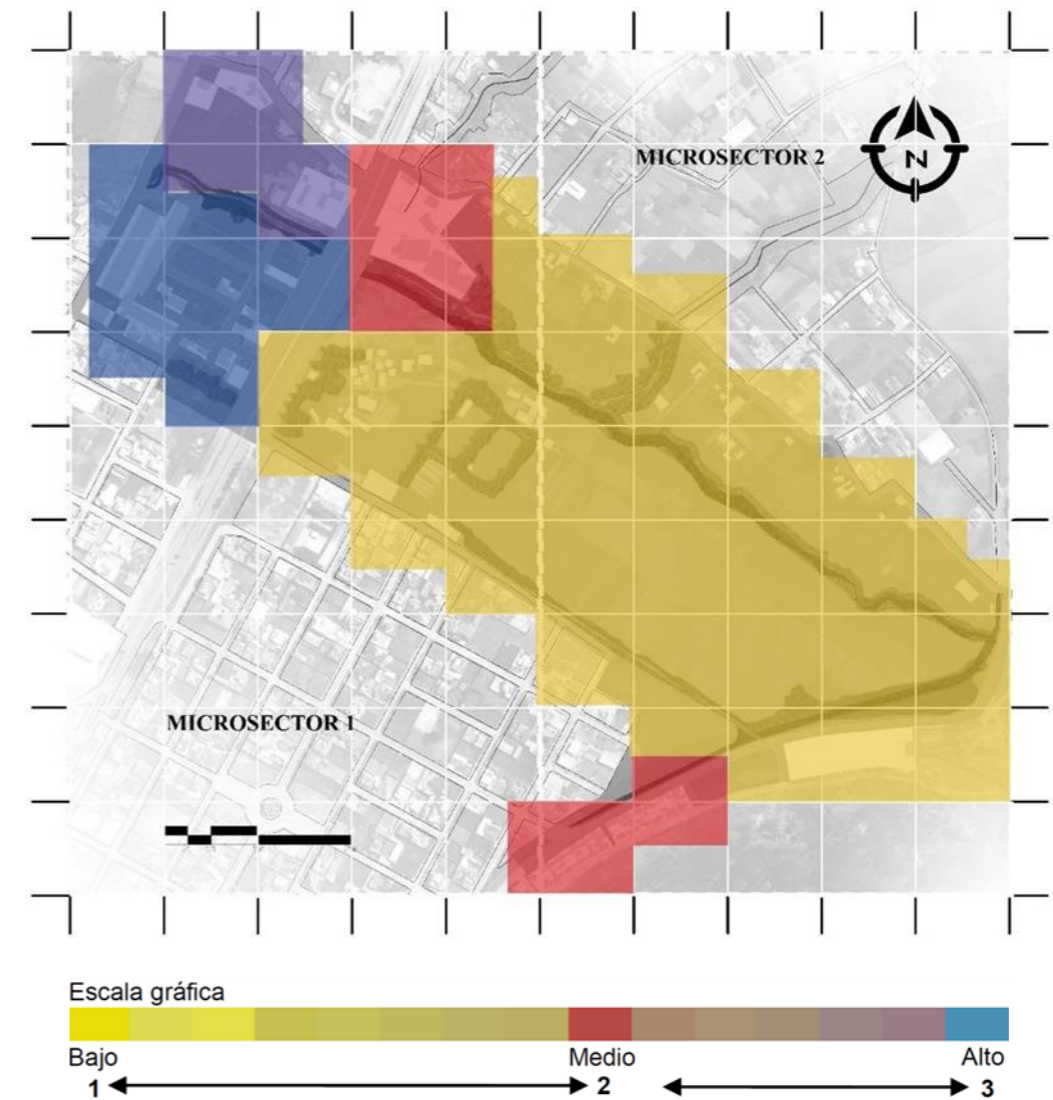 MICROSECTOR 2
N
MICROSECTOR 1
Escala gráfica
Bajo Medio Alto
1 2 3